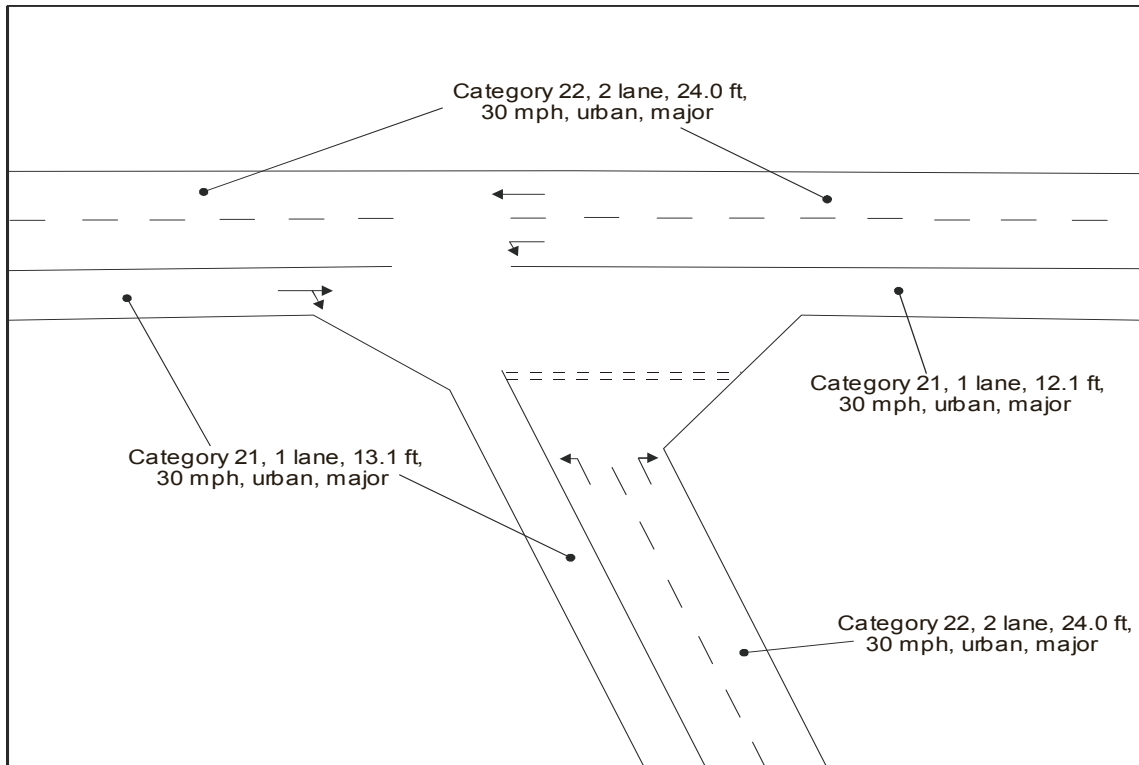 Category 22, 2 lane, 24.0 ft,
30 mph, urban, major
Category 21, 1 lane, 12.1 ft,
30 mph, urban, major
Category 21, 1 lane, 13.1 ft,
30 mph, urban, major
Category 22, 2 lane, 24.0 ft,
30 mph, urban, major